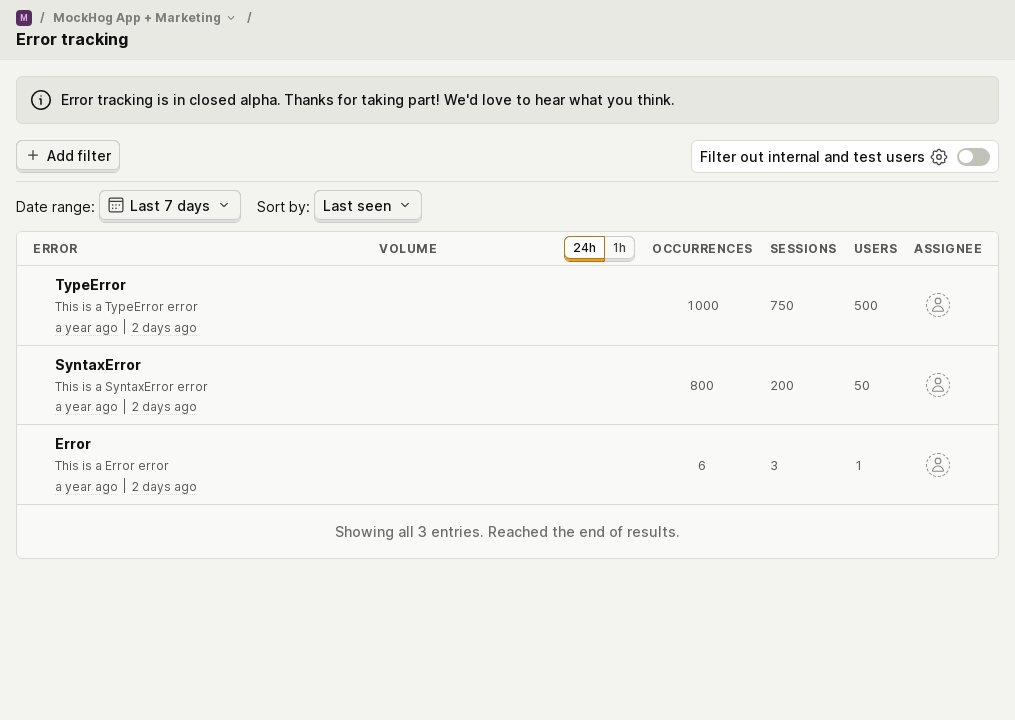 M / MockHog App + Marketing /
Error tracking
Error tracking is in closed alpha. Thanks for taking part! We'd love to hear what you think.
Add filter
Filter out internal and test users
Date range: Last 7 days Sort by: Last seen
ERROR VOLUME 24h 1h OCCURRENCES SESSIONS USERS ASSIGNEE
TypeError
This is a TypeError error
a year ago | 2 days ago
1000 750 500
SyntaxError
This is a SyntaxError error
a year ago | 2 days ago
800 200 50
Error
This is a Error error
a year ago | 2 days ago
6 3 1
Showing all 3 entries. Reached the end of results.